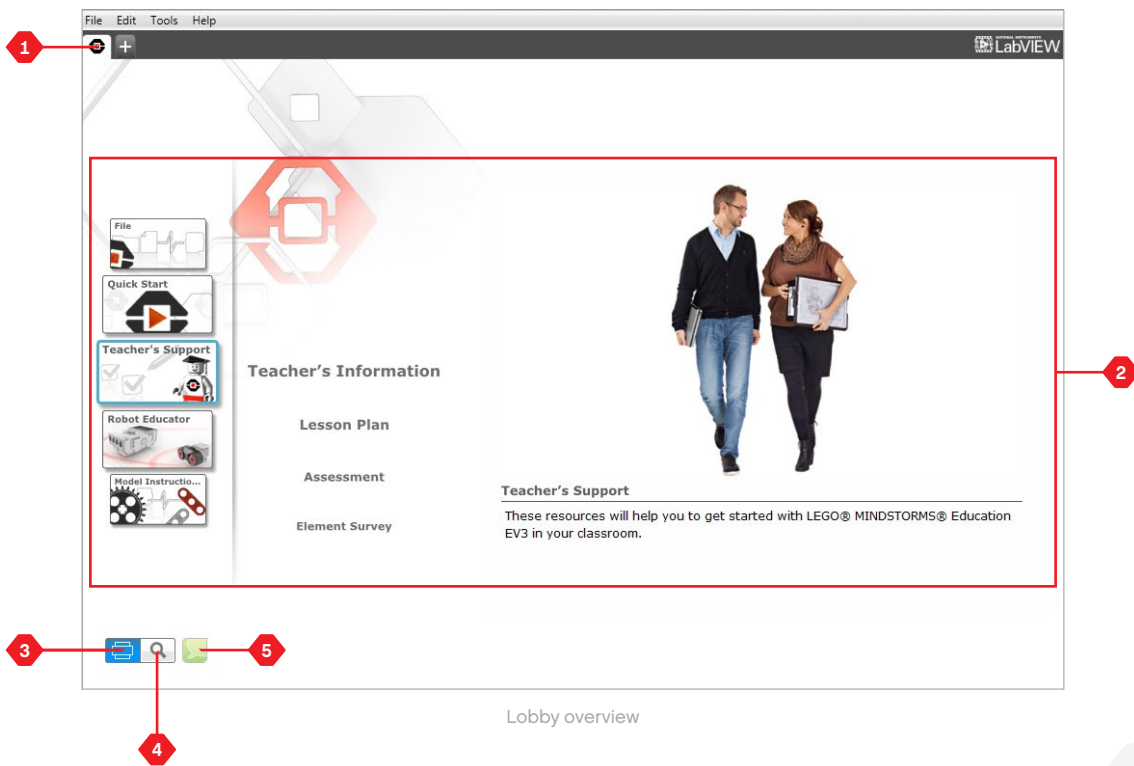 File Edit Tools Help
1
+
NATIONAL INSTRUMENTS
LabVIEW
File
Quick Start
Teacher's Support
Robot Educator
Model Instructio...
Teacher's Information
Lesson Plan
Assessment
Element Survey
2
Teacher's Support
These resources will help you to get started with LEGO® MINDSTORMS® Education
EV3 in your classroom.
3
5
Lobby overview
4